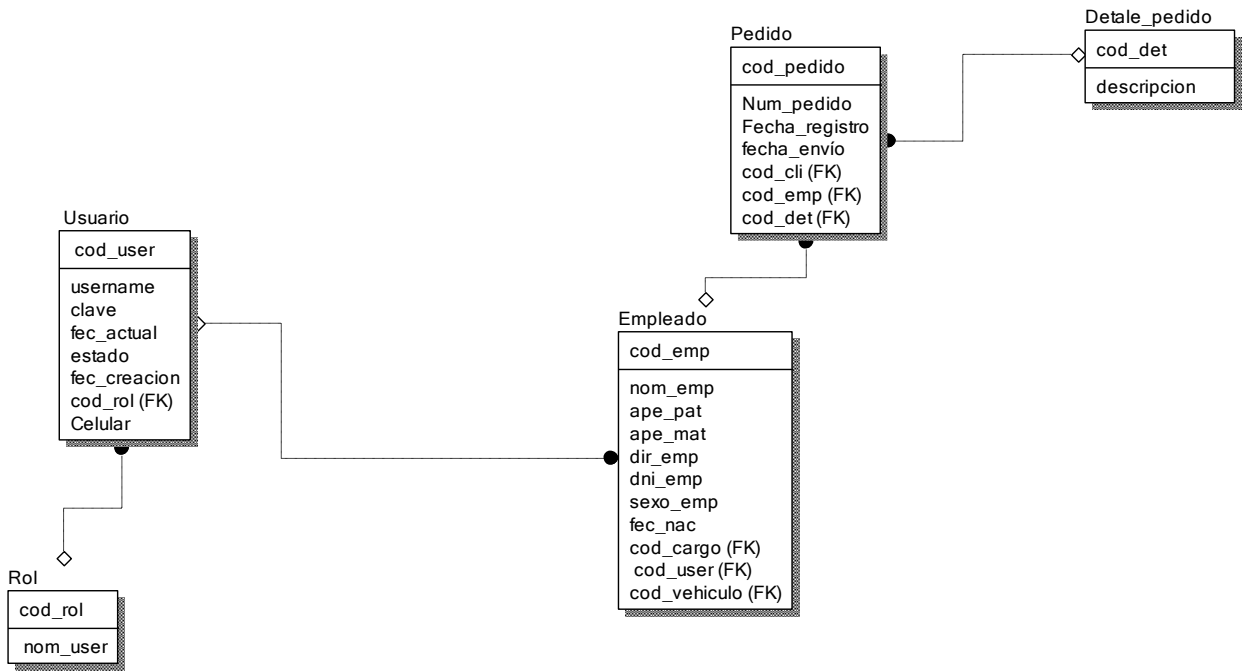 Detale_pedido
cod_det
descripcion
Pedido
cod_pedido
Num_pedido
Fecha_registro
fecha_envío
cod_cli (FK)
cod_emp (FK)
cod_det (FK)
Usuario
cod_user
username
clave
fec_actual
estado
fec_creacion
cod_rol (FK)
Celular
Empleado
cod_emp
nom_emp
ape_pat
ape_mat
dir_emp
dni_emp
sexo_emp
fec_nac
cod_cargo (FK)
cod_user (FK)
cod_vehiculo (FK)
Rol
cod_rol
nom_user